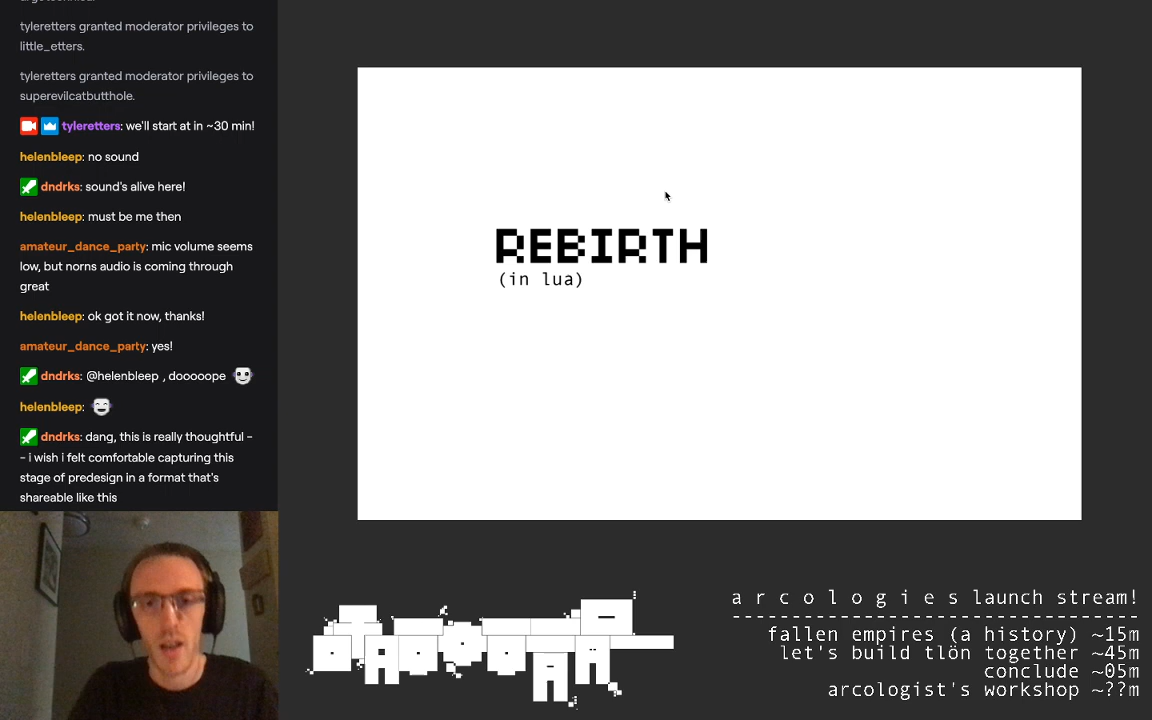 tyleretters granted moderator privileges to
little_etters.
tyleretters granted moderator privileges to
superevilcatbutthole.
tyleretters: we'll start at in ~30 min!
helenbleep: no sound
dndrks: sound's alive here!
helenbleep: must be me then
amateur_dance_party: mic volume seems
low, but norns audio is coming through
great
helenbleep: ok got it now, thanks!
amateur_dance_party: yes!
dndrks: @helenbleep , dooooope
helenbleep:
dndrks: dang, this is really thoughtful -
- i wish i felt comfortable capturing this
stage of predesign in a format that's
shareable like this
REBIRTH
(in lua)
a r c o l o g i e s launch stream!
----------------------------------
fallen empires (a history) ~15m
let's build tlön together ~45m
conclude ~05m
arcologist's workshop ~??m